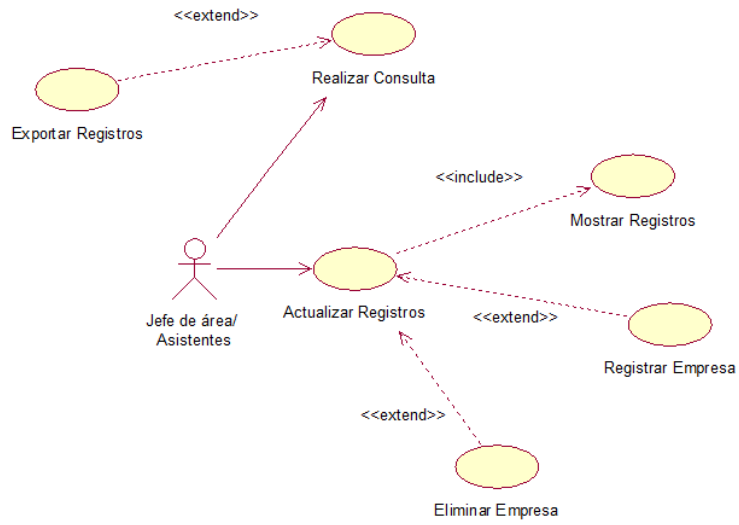 <<extend>>
Realizar Consulta
Exportar Registros
<<include>>
Mostrar Registros
Jefe de área/
Asistentes
Actualizar Registros
<<extend>>
Registrar Empresa
<<extend>>
Eliminar Empresa